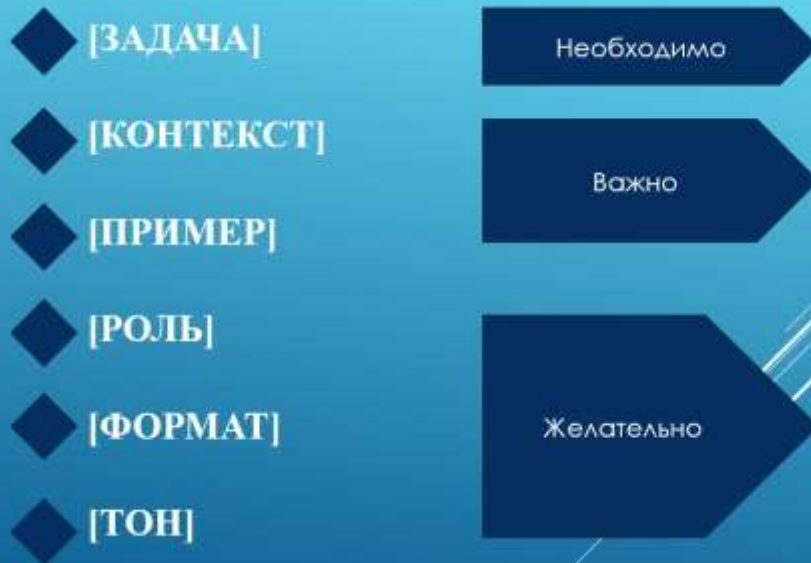 [ЗАДАЧА]
Необходимо
[КОНТЕКСТ]
Важно
[ПРИМЕР]
[РОЛЬ]
[ФОРМАТ]
Желательно
[ТОН]